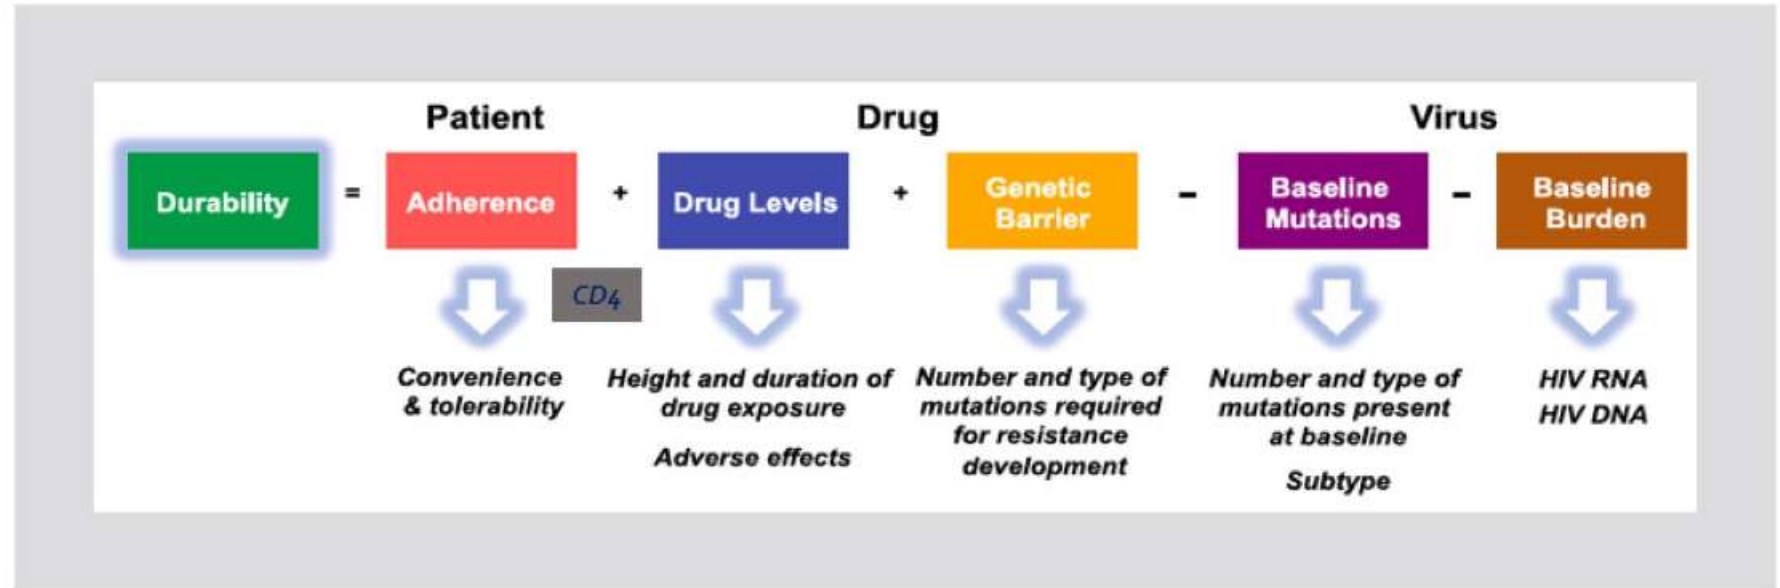 Patient Drug Virus
Durability = Adherence + Drug Levels + Genetic Barrier – Baseline Mutations – Baseline Burden
CD4
Convenience
& tolerability
Height and duration of
drug exposure
Adverse effects
Number and type of
mutations required
for resistance
development
Number and type of
mutations present
at baseline
Subtype
HIV RNA
HIV DNA